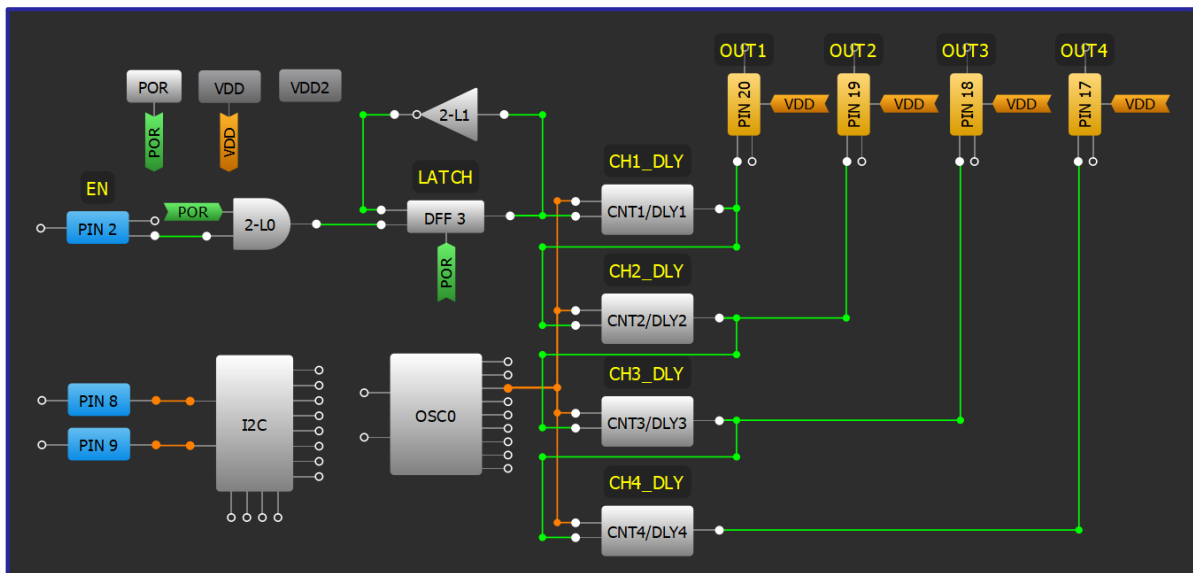 OUT1 OUT2 OUT3 OUT4
POR VDD VDD2
PIN 20 VDD PIN 19 VDD PIN 18 VDD PIN 17 VDD
2-L1
POR VDD
CH1_DLY
EN LATCH
POR
PIN 2 2-L0 DFF 3 CNT1/DLY1
POR
CH2_DLY
CNT2/DLY2
CH3_DLY
PIN 8
I2C OSC0 CNT3/DLY3
PIN 9
CH4_DLY
CNT4/DLY4